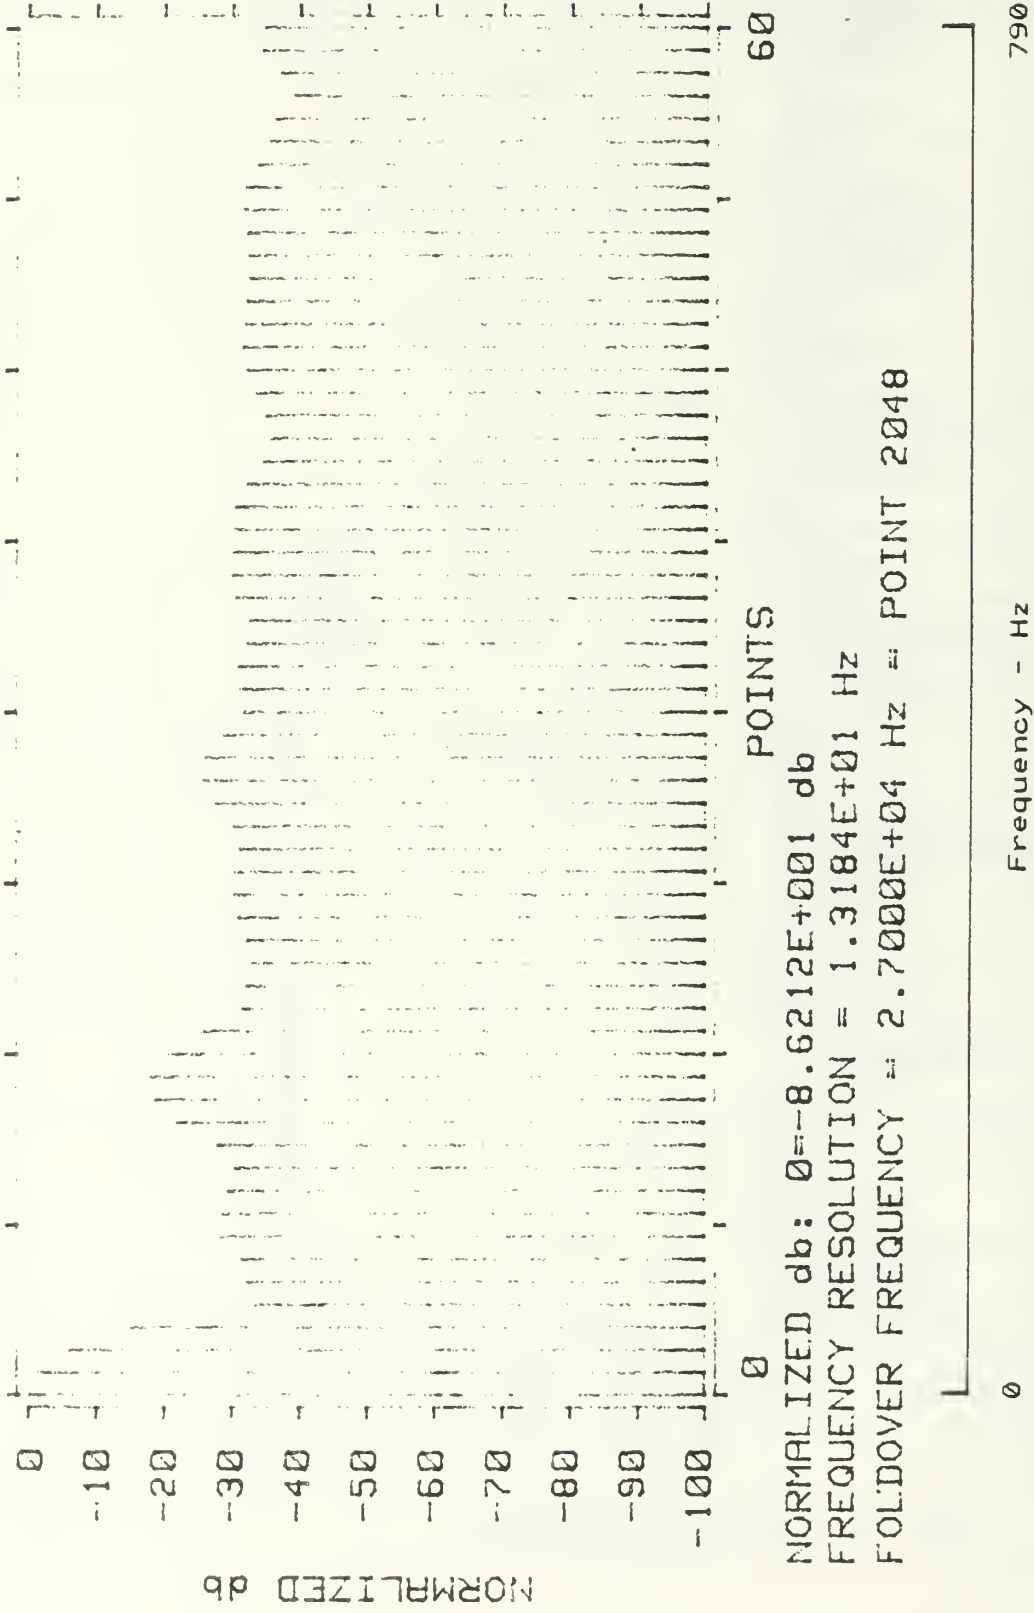 NORMALIZED db
0
-10
-20
-30
-40
-50
-60
-70
-80
-90
-100
0 60
POINTS
NORMALIZED db: 0=-8.6212E+001 db
FREQUENCY RESOLUTION = 1.3184E+01 Hz
FOLDOVER FREQUENCY = 2.7000E+04 Hz = POINT 2048
0 790
Frequency - Hz